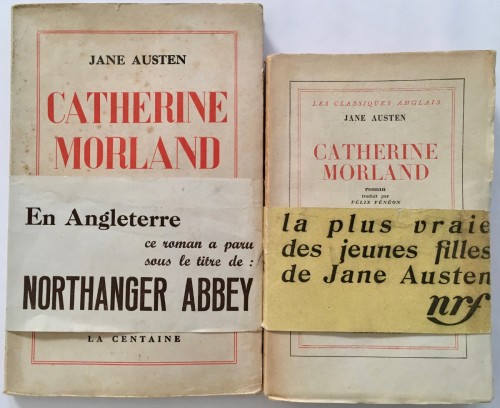 JANE AUSTEN
CATHERINE
MORLAND
En Angleterre
ce roman a paru
sous le titre de :
NORTHANGER ABBEY
LA CENTAINE
LES CLASSIQUES ANGLAIS
JANE AUSTEN
CATHERINE
MORLAND
roman
traduit par
FÉLIX FÉNÉON
la plus vraie
des jeunes filles
de Jane Austen
nrf